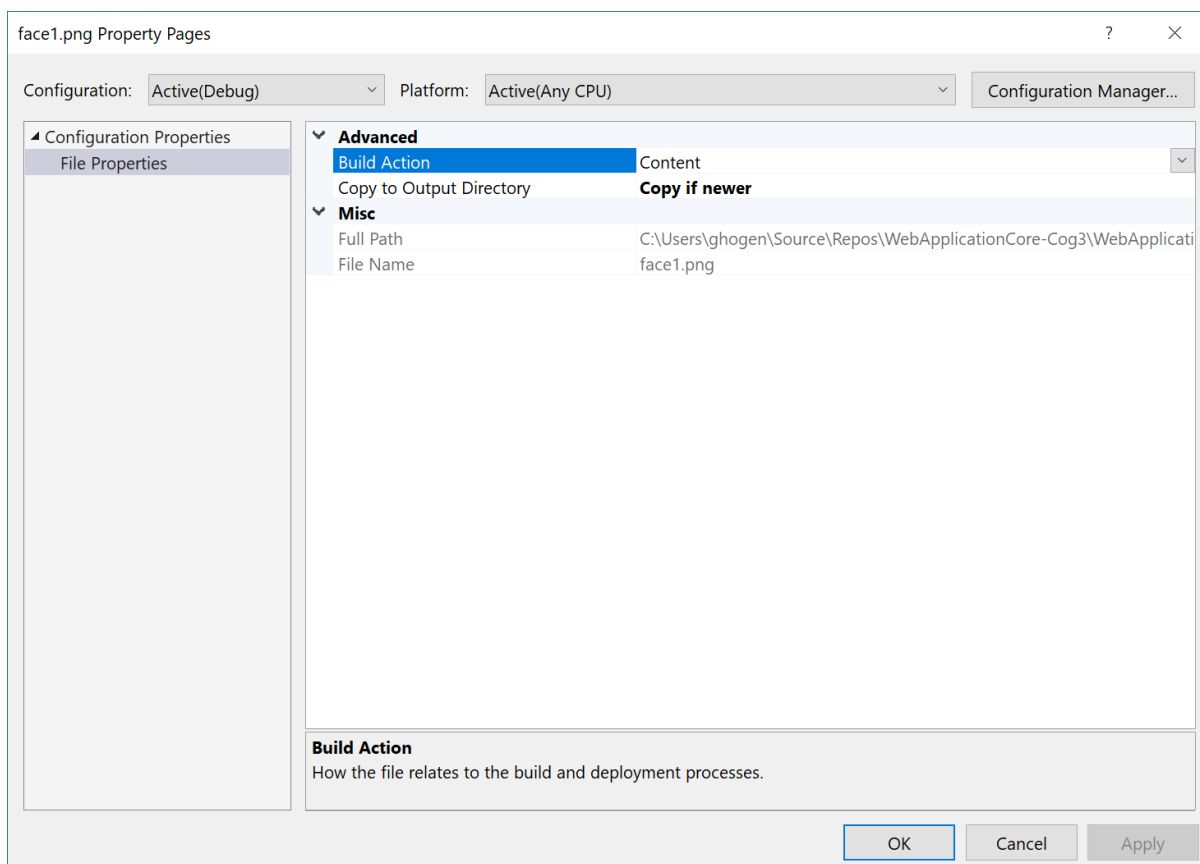 face1.png Property Pages ?
Configuration: Active(Debug) Platform: Active(Any CPU) Configuration Manager...
Configuration Properties
File Properties
Advanced
Build Action Content
Copy to Output Directory Copy if newer
Misc
Full Path C:\Users\ghogen\Source\Repos\WebApplicationCore-Cog3\WebApplicati
File Name face1.png
Build Action
How the file relates to the build and deployment processes.
OK Cancel Apply